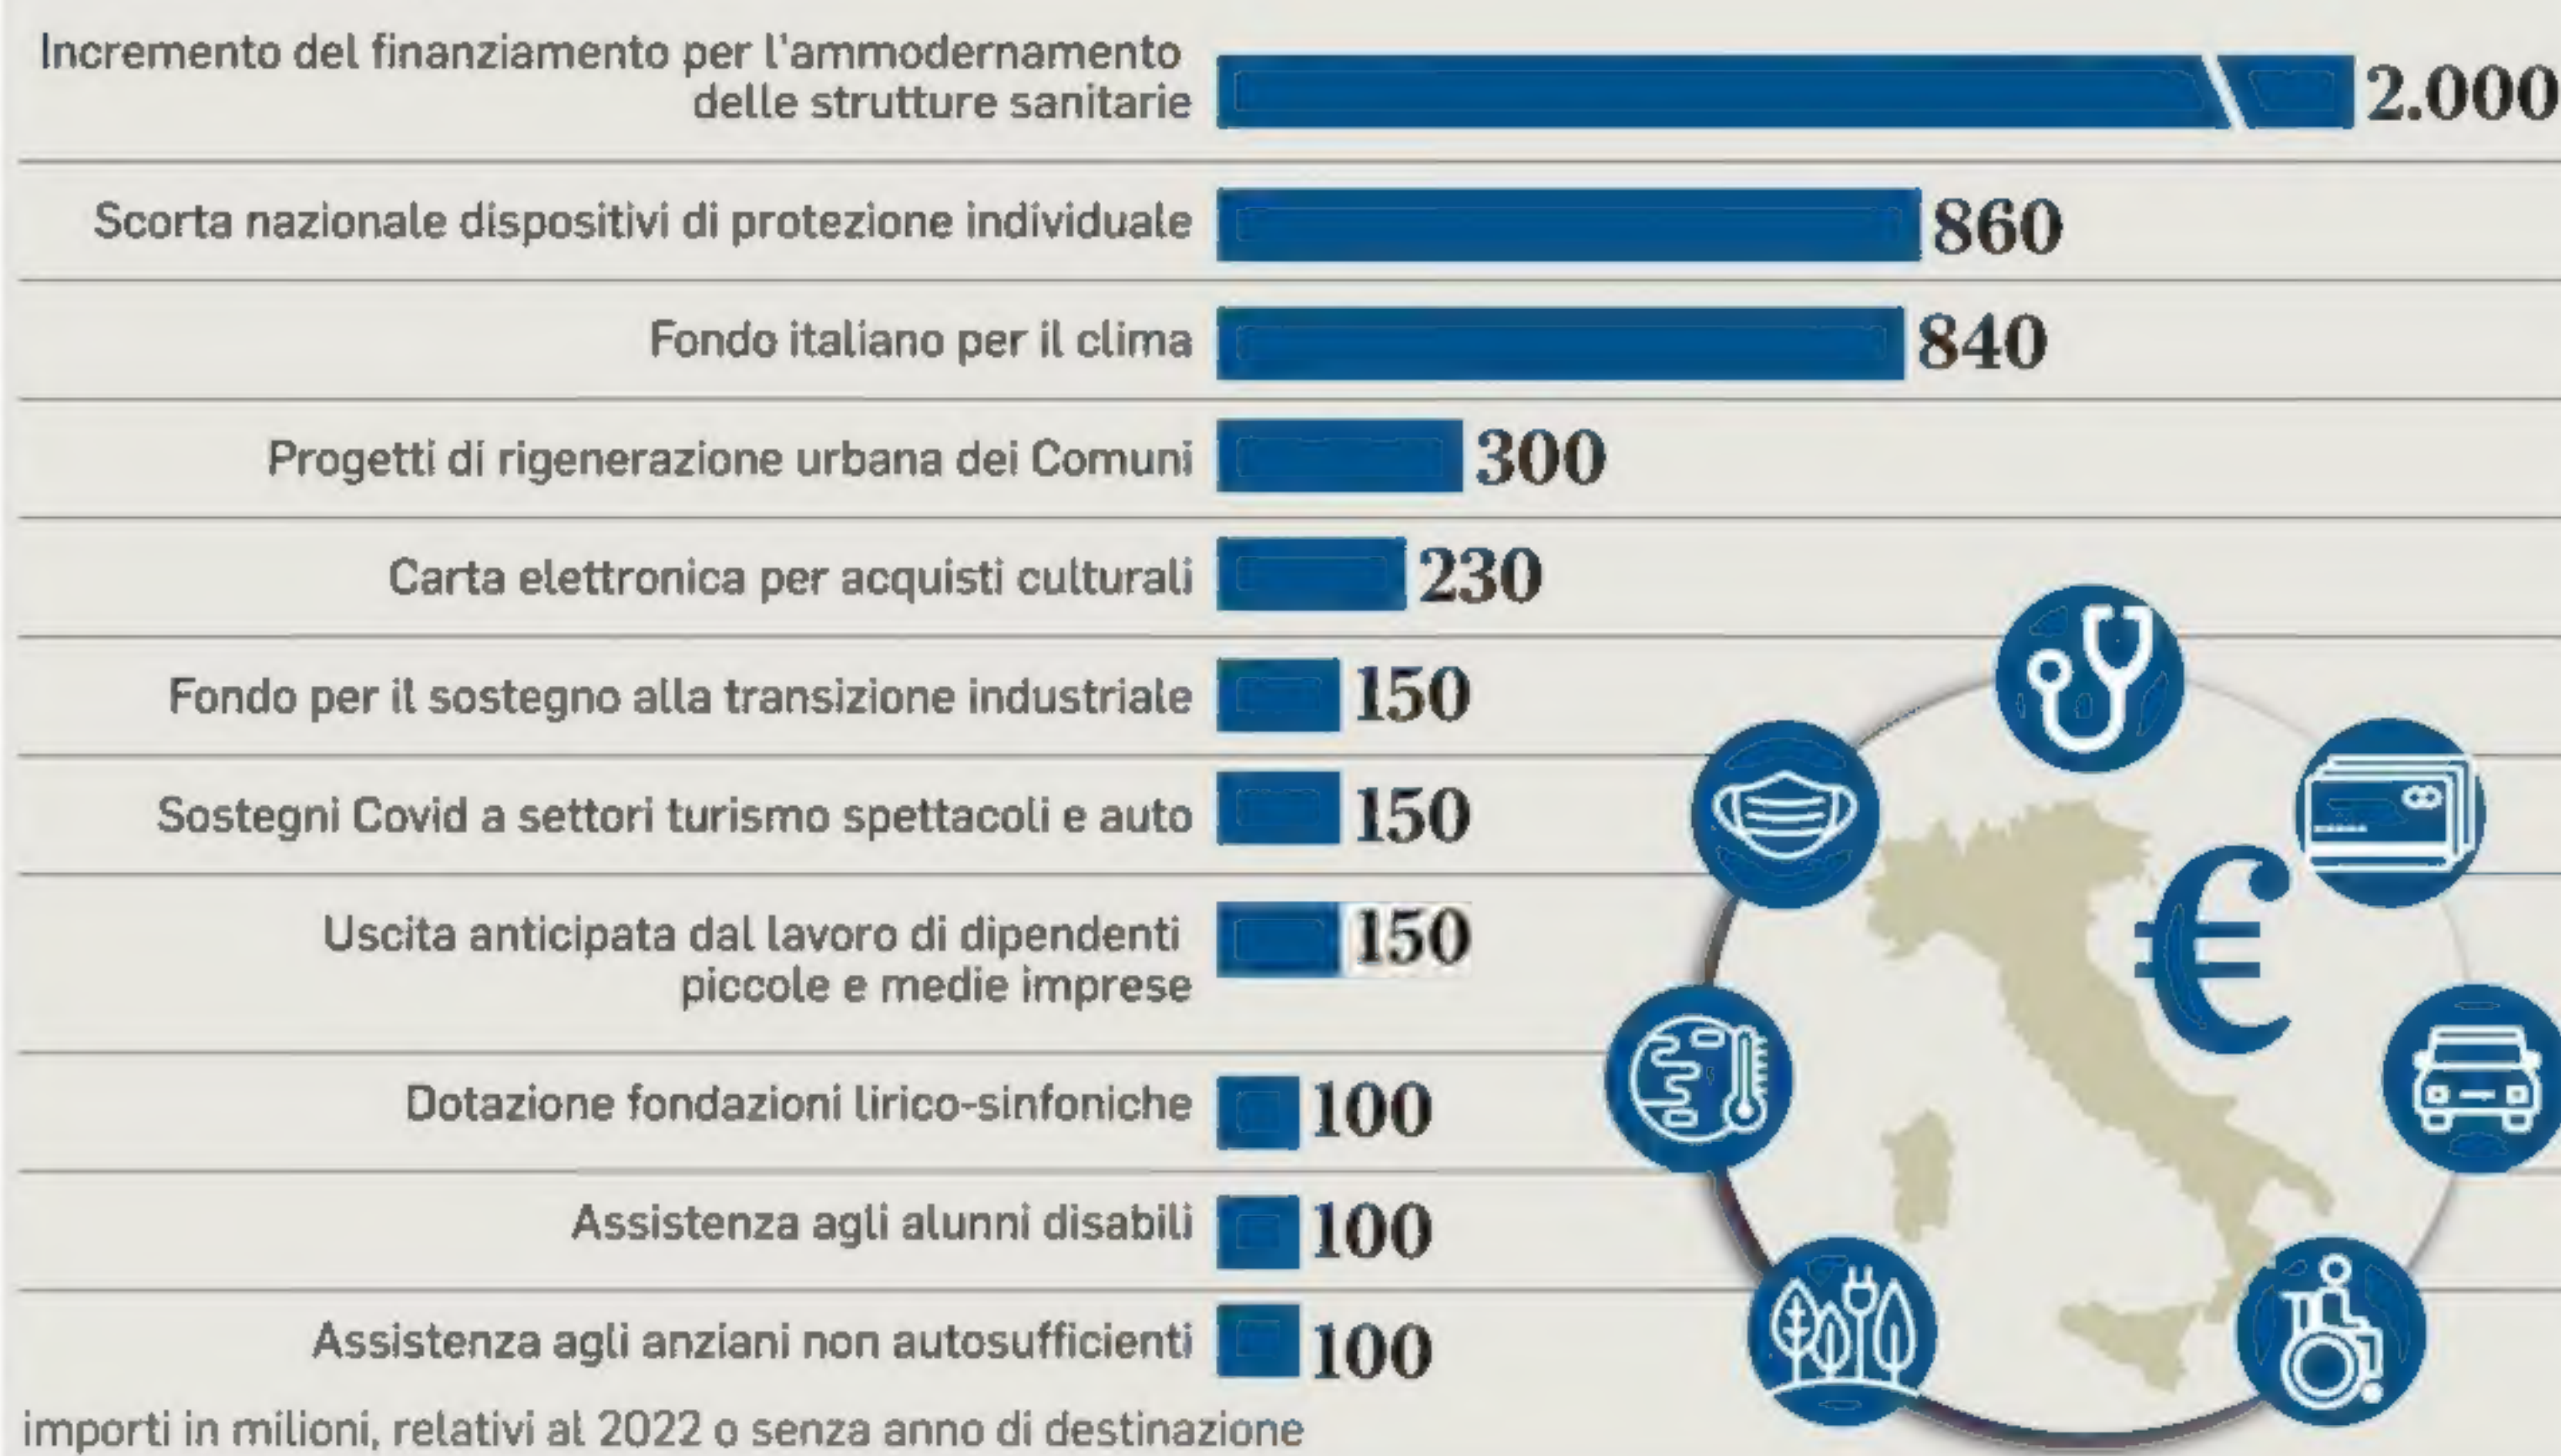 Incremento del finanziamento per l'ammodernamento
delle strutture sanitarie
2.000
Scorta nazionale dispositivi di protezione individuale
860
Fondo italiano per il clima
840
Progetti di rigenerazione urbana dei Comuni
300
Carta elettronica per acquisti culturali
230
Fondo per il sostegno alla transizione industriale
150
Sostegni Covid a settori turismo spettacoli e auto
150
Uscita anticipata dal lavoro di dipendenti
piccole e medie imprese
150
Dotazione fondazioni lirico-sinfoniche
100
Assistenza agli alunni disabili
100
Assistenza agli anziani non autosufficienti
100
importi in milioni, relativi al 2022 o senza anno di destinazione
€